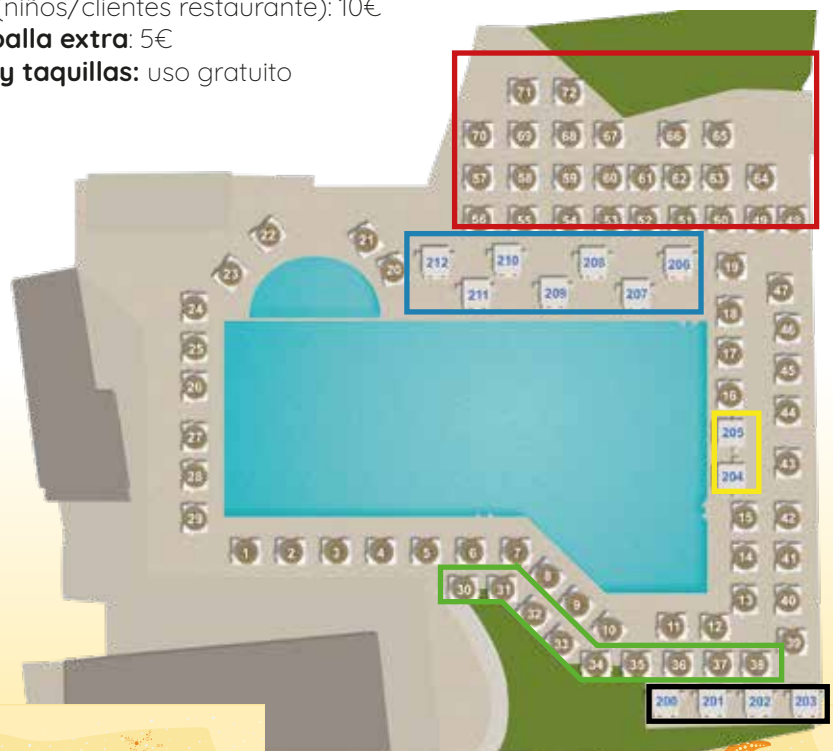 (niños/clientes restaurante): 10€
alla extra: 5€
y taquillas: uso gratuito
71 72
70 69 68 67 66 65
57 58 59 60 61 62 63 64
56 55 54 53 52 51 50 49 48
22 21
23 20
212 210 208 206 19
211 209 207 47
24 18 46
25 17 45
26 16 44
27 205 43
28 204
29 15 42
1 2 3 4 5 6 7 14 41
30 31 8 13 40
32 9
33 10 11 12 39
34 35 36 37 38
200 201 202 203